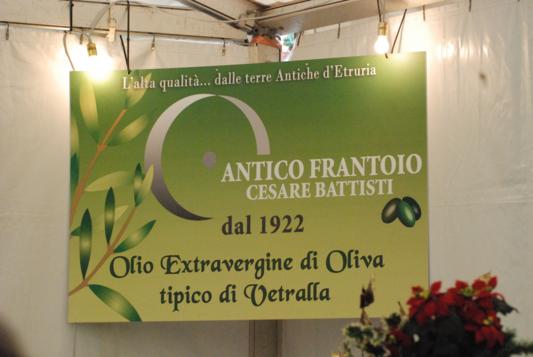 L'alta qualità... dalle terre Antiche d'Etruria
ANTICO FRANTOIO
CESARE BATTISTI
dal 1922
Olio Extravergine di Oliva
tipico di Vetralla